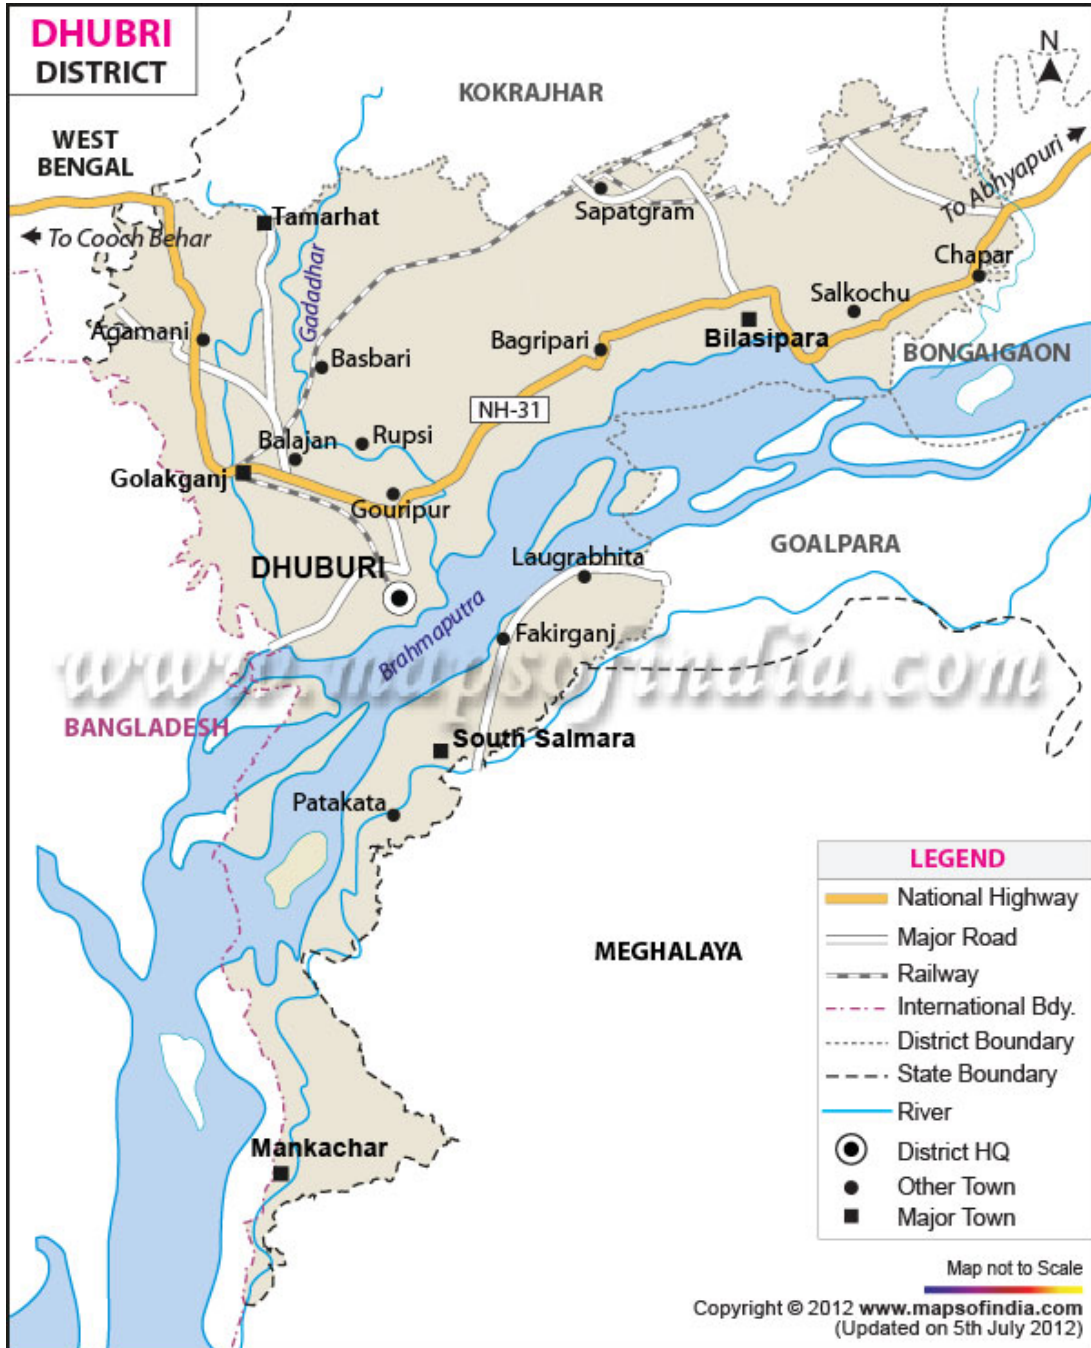 DHUBRI
DISTRICT
N
KOKRAJHAR
WEST
BENGAL
To Abhyapuri
Sapatgram
Tamarhat
To Cooch Behar
Gadadhar
Chapar
Salkochu
Agamani
Bagripari
Bilasipara
BONGAIGAON
Basbari
NH-31
Balajan
Rupsi
Golakganj
Gouripur
GOALPARA
DHUBURI
Laugrabhita
Brahmaputra
Fakirganj
www.mapsofindia.com
BANGLADESH
South Salmara
Patakata
LEGEND
National Highway
Major Road
Railway
International Bdy.
District Boundary
State Boundary
River
District HQ
Other Town
Major Town
MEGHALAYA
Mankachar
Map not to Scale
Copyright © 2012 www.mapsofindia.com
(Updated on 5th July 2012)